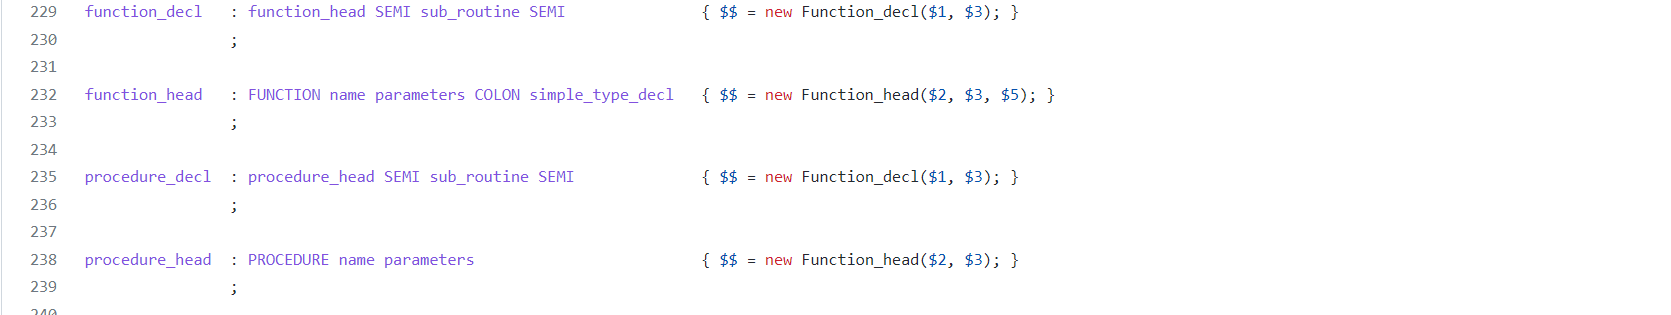 229 function_decl : function_head SEMI sub_routine SEMI { $$ = new Function_decl($1, $3); }
230 ;
231
232 function_head : FUNCTION name parameters COLON simple_type_decl { $$ = new Function_head($2, $3, $5); }
233 ;
234
235 procedure_decl : procedure_head SEMI sub_routine SEMI { $$ = new Function_decl($1, $3); }
236 ;
237
238 procedure_head : PROCEDURE name parameters { $$ = new Function_head($2, $3); }
239 ;
240